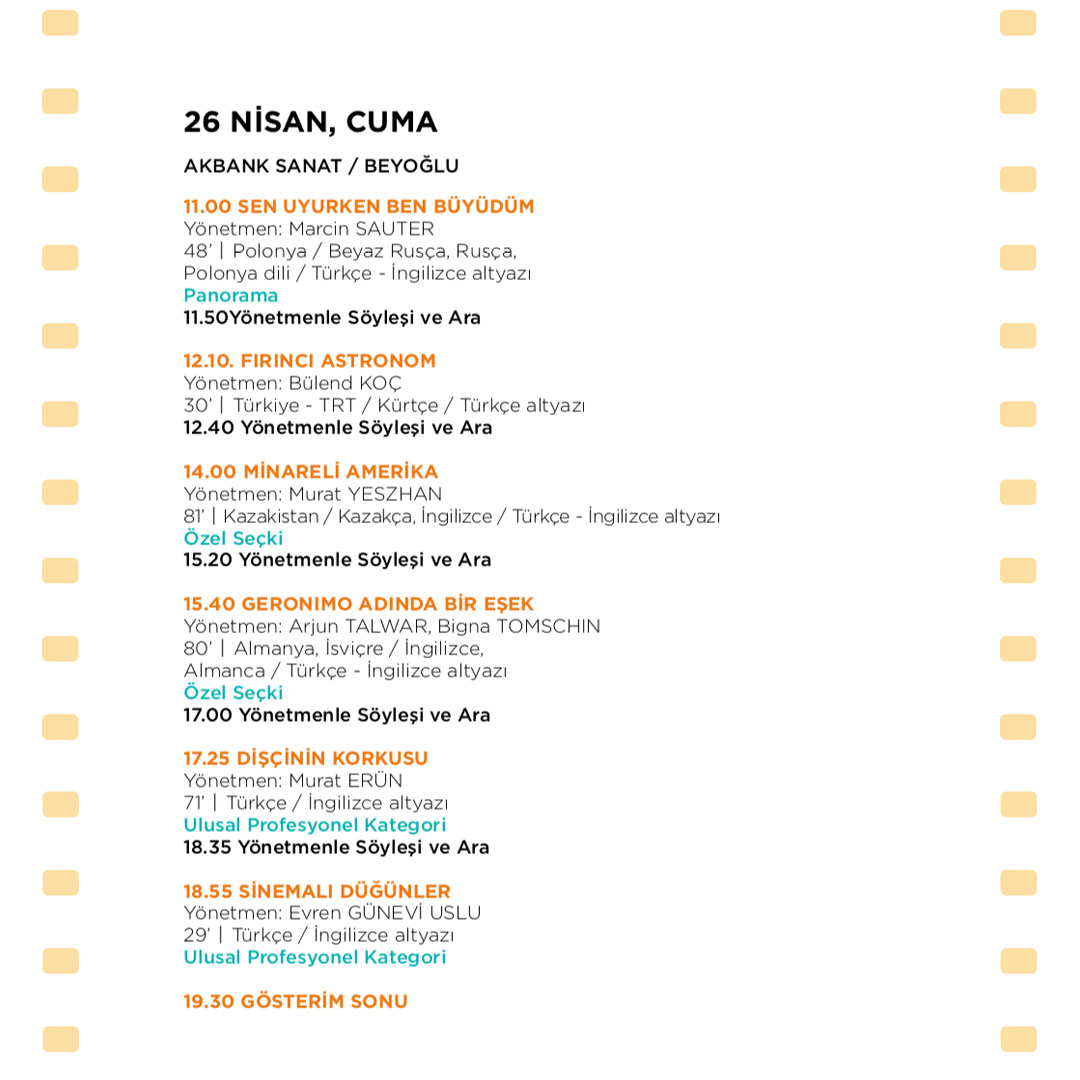 26 NİSAN, CUMA
AKBANK SANAT / BEYOĞLU
11.00 SEN UYURKEN BEN BÜYÜDÜM
Yönetmen: Marcin SAUTER
48’ | Polonya / Beyaz Rusça, Rusça,
Polonya dili / Türkçe - İngilizce altyazı
Panorama
11.50Yönetmenle Söyleşi ve Ara
12.10. FIRINCI ASTRONOM
Yönetmen: Bülend KOÇ
30’ | Türkiye - TRT / Kürtçe / Türkçe altyazı
12.40 Yönetmenle Söyleşi ve Ara
14.00 MİNARELİ AMERİKA
Yönetmen: Murat YESZHAN
81’ | Kazakistan / Kazakça, İngilizce / Türkçe - İngilizce altyazı
Özel Seçki
15.20 Yönetmenle Söyleşi ve Ara
15.40 GERONIMO ADINDA BİR EŞEK
Yönetmen: Arjun TALWAR, Bigna TOMSCHIN
80’ | Almanya, İsviçre / İngilizce,
Almanca / Türkçe - İngilizce altyazı
Özel Seçki
17.00 Yönetmenle Söyleşi ve Ara
17.25 DİŞÇİNİN KORKUSU
Yönetmen: Murat ERÜN
71’ | Türkçe / İngilizce altyazı
Ulusal Profesyonel Kategori
18.35 Yönetmenle Söyleşi ve Ara
18.55 SİNEMALI DÜĞÜNLER
Yönetmen: Evren GÜNEVİ USLU
29’ | Türkçe / İngilizce altyazı
Ulusal Profesyonel Kategori
19.30 GÖSTERİM SONU